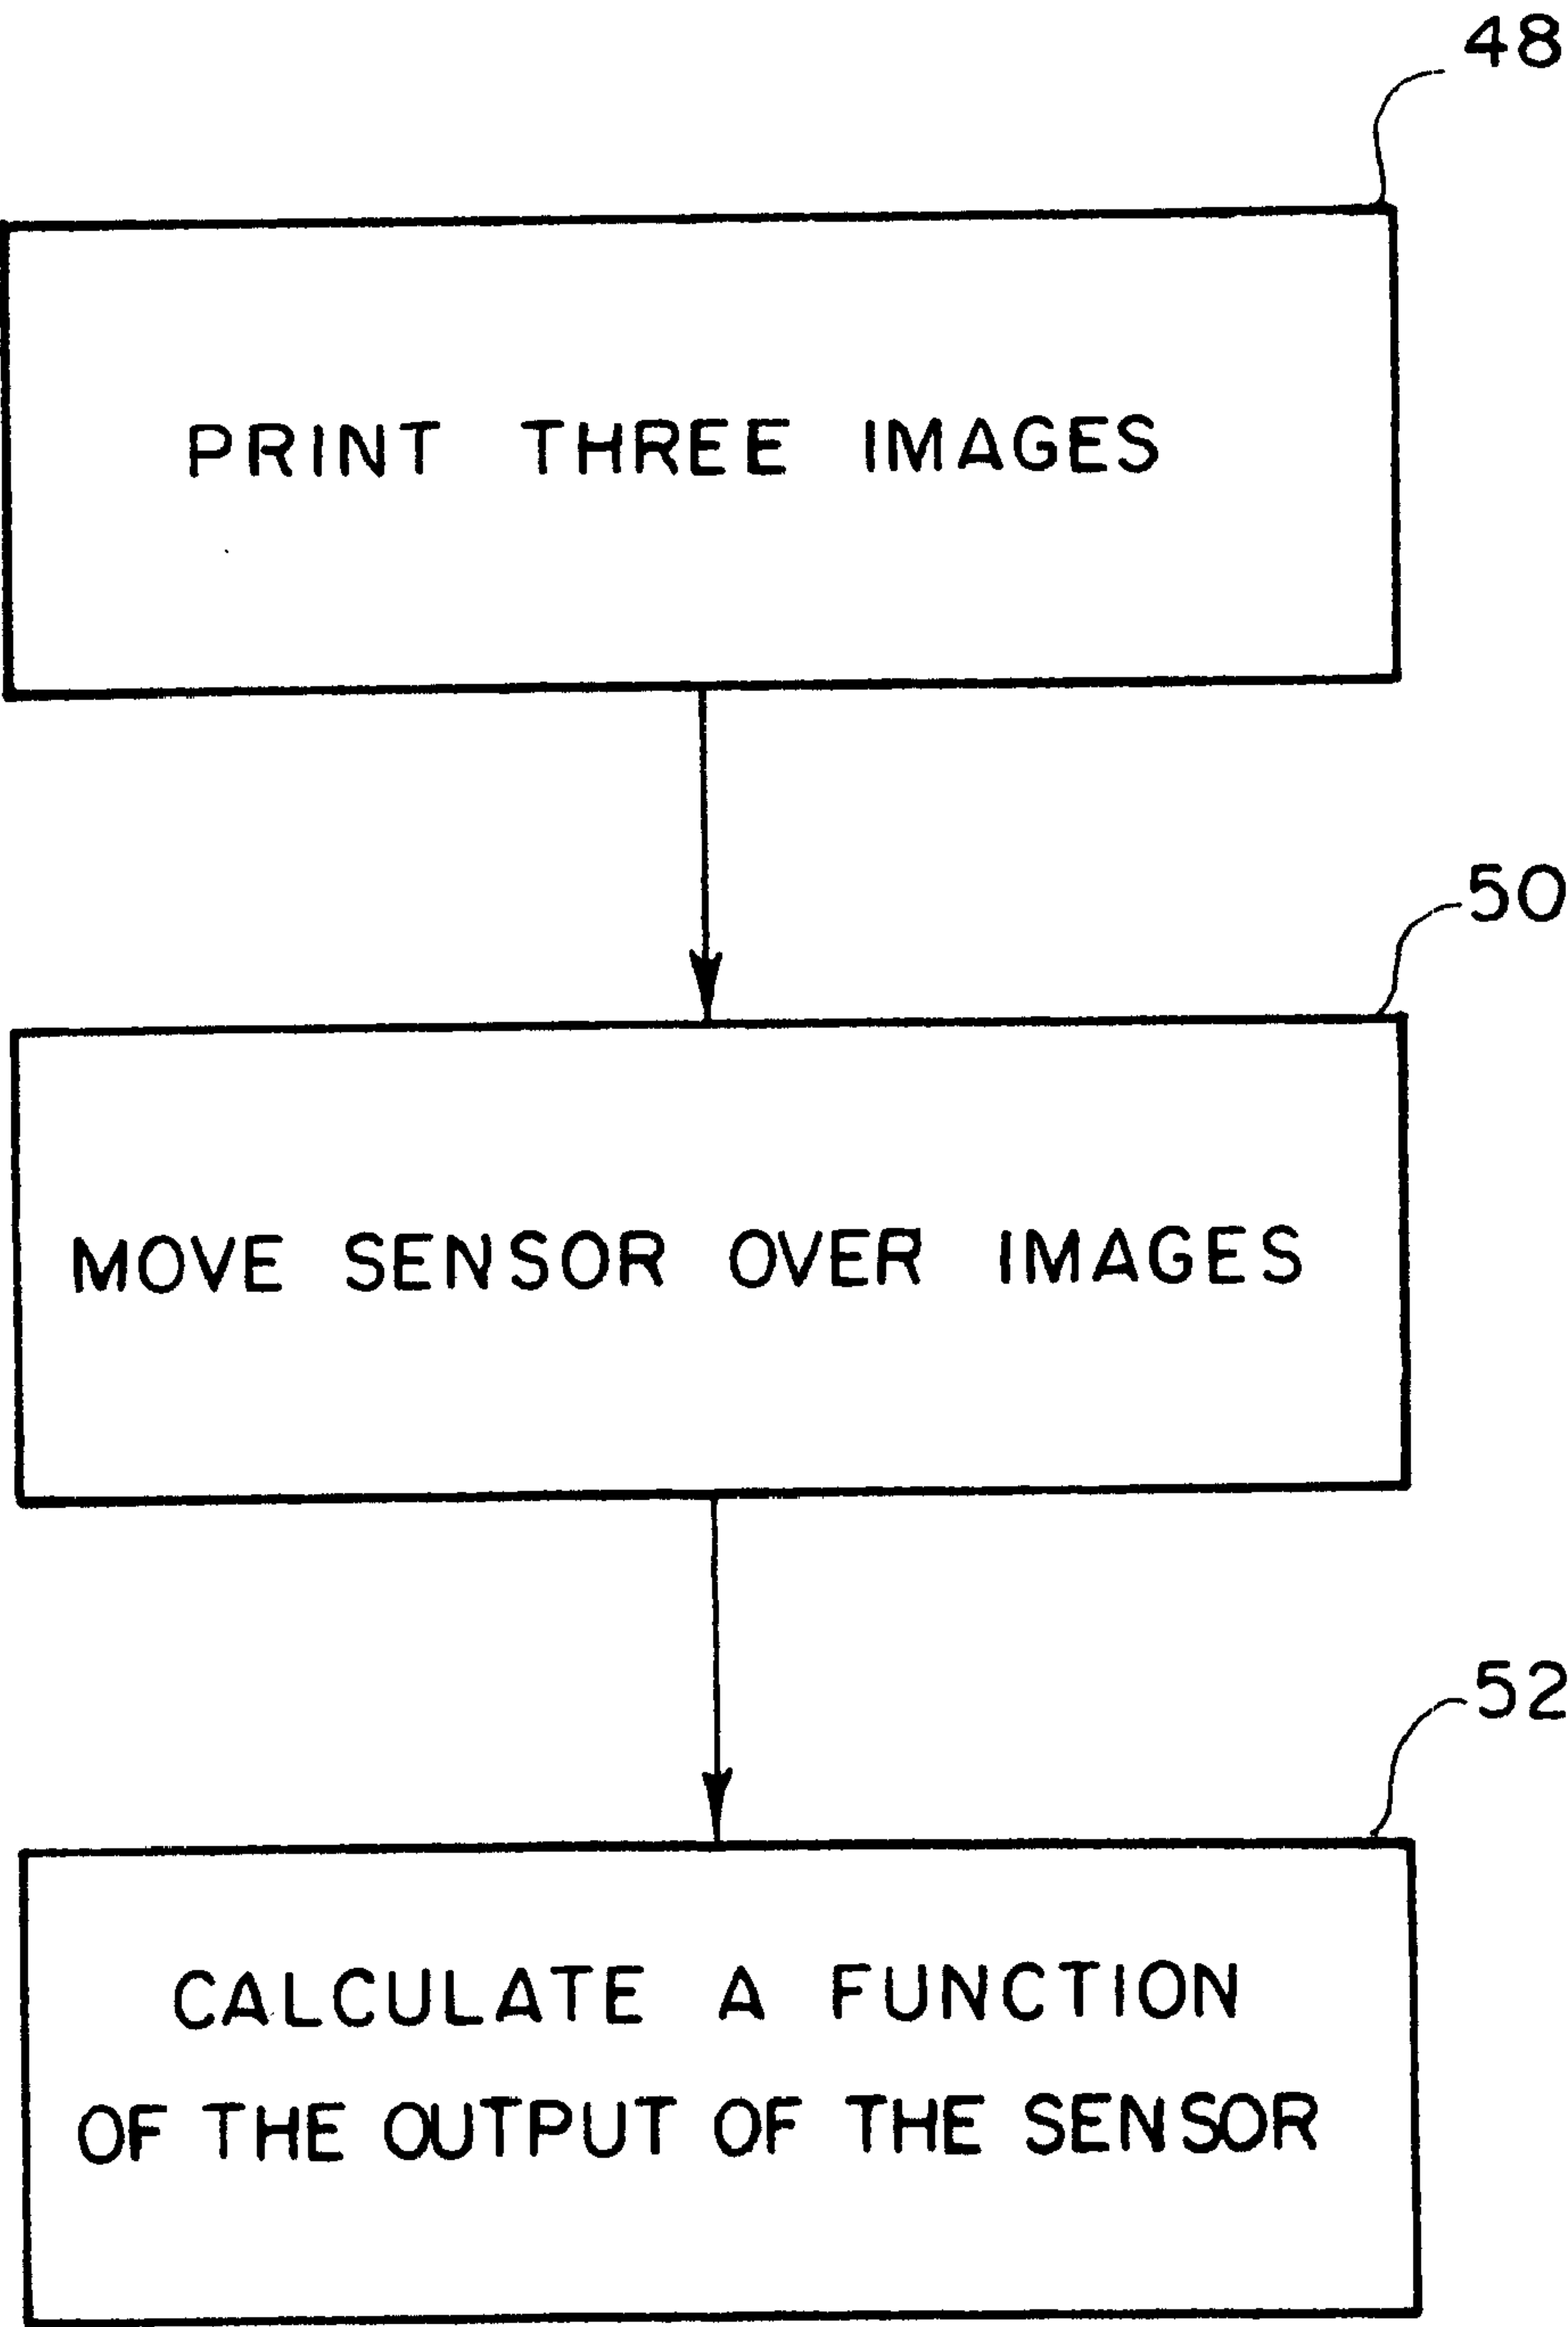 48
PRINT THREE IMAGES
50
MOVE SENSOR OVER IMAGES
52
CALCULATE A FUNCTION
OF THE OUTPUT OF THE SENSOR